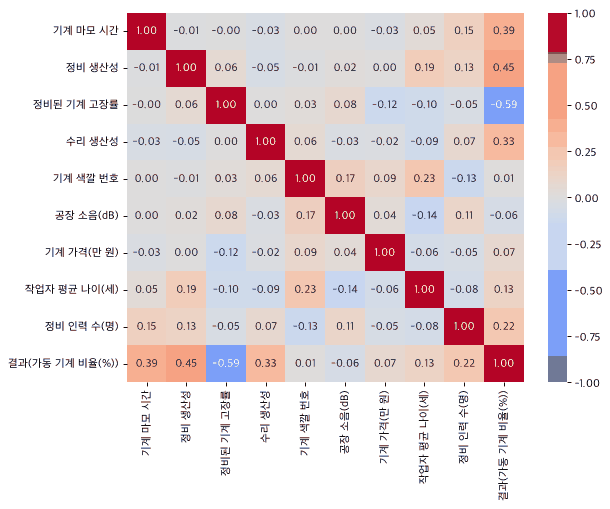 기계 마모 시간 1.00 -0.01 -0.00 -0.03 0.00 0.00 -0.03 0.05 0.15 0.39
정비 생산성 -0.01 1.00 0.06 -0.05 -0.01 0.02 0.00 0.19 0.13 0.45
정비된 기계 고장률 -0.00 0.06 1.00 0.00 0.03 0.08 -0.12 -0.10 -0.05 -0.59
수리 생산성 -0.03 -0.05 0.00 1.00 0.06 -0.03 -0.02 -0.09 0.07 0.33
기계 색깔 번호 0.00 -0.01 0.03 0.06 1.00 0.17 0.09 0.23 -0.13 0.01
공장 소음(dB) 0.00 0.02 0.08 -0.03 0.17 1.00 0.04 -0.14 0.11 -0.06
기계 가격(만 원) -0.03 0.00 -0.12 -0.02 0.09 0.04 1.00 -0.06 -0.05 0.07
작업자 평균 나이(세) 0.05 0.19 -0.10 -0.09 0.23 -0.14 -0.06 1.00 -0.08 0.13
정비 인력 수(명) 0.15 0.13 -0.05 0.07 -0.13 0.11 -0.05 -0.08 1.00 0.22
결과(가동 기계 비율(%)) 0.39 0.45 -0.59 0.33 0.01 -0.06 0.07 0.13 0.22 1.00
기계 마모 시간
정비 생산성
정비된 기계 고장률
수리 생산성
기계 색깔 번호
공장 소음(dB)
기계 가격(만 원)
작업자 평균 나이(세)
정비 인력 수(명)
결과(가동 기계 비율(%))
1.00
0.75
0.50
0.25
0.00
-0.25
-0.50
-0.75
-1.00